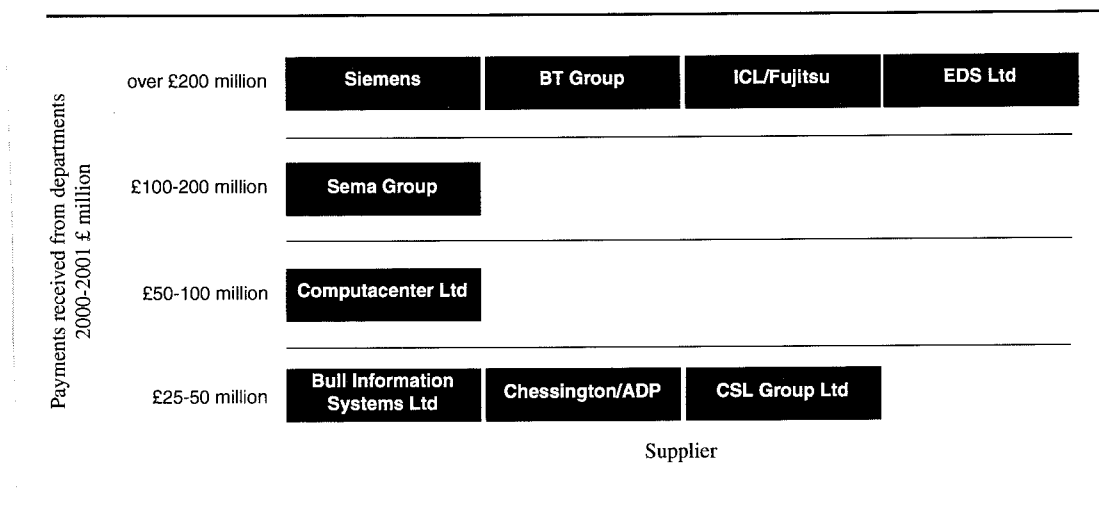 Payments received from departments
2000-2001 £ million
over £200 million
Siemens
BT Group
ICL/Fujitsu
EDS Ltd
£100-200 million
Sema Group
£50-100 million
Computacenter Ltd
£25-50 million
Bull Information
Systems Ltd
Chessington/ADP
CSL Group Ltd
Supplier